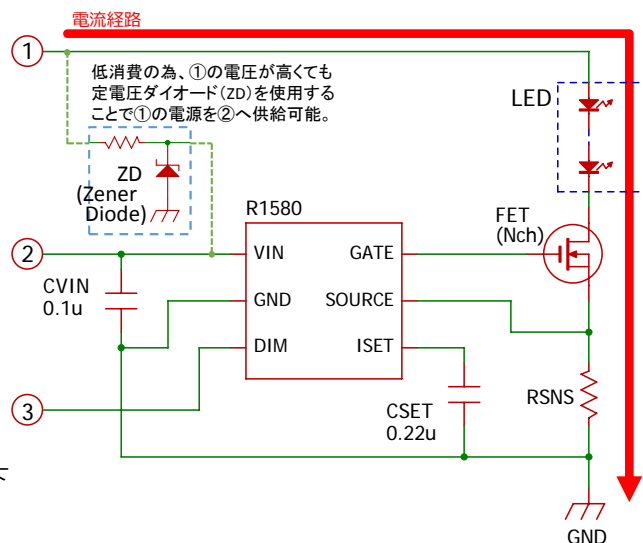 電流経路
①
低消費の為、①の電圧が高くても
定電圧ダイオード(ZD)を使用する
ことで①の電源を②へ供給可能。
LED
ZD
(Zener
Diode)
R1580
FET
(Nch)
②
VIN
GATE
CVIN
0.1u
GND
SOURCE
DIM
ISET
③
CSET
0.22u
RSNS
GND